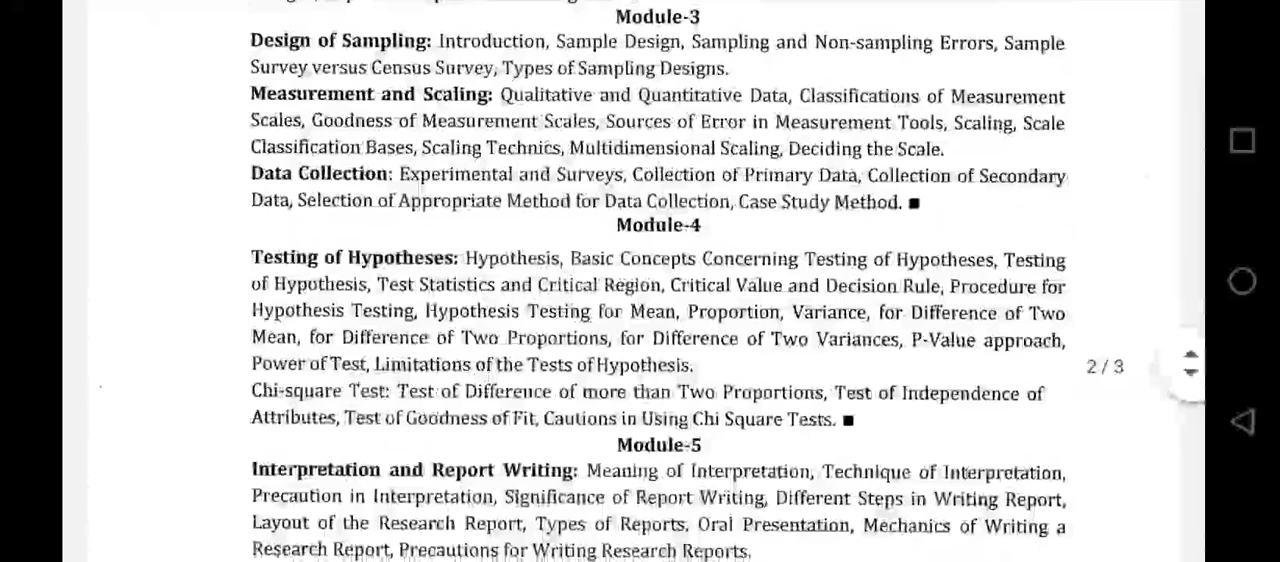 Module-3
Design of Sampling: Introduction, Sample Design, Sampling and Non-sampling Errors, Sample
Survey versus Census Survey, Types of Sampling Designs.
Measurement and Scaling: Qualitative and Quantitative Data, Classifications of Measurement
Scales, Goodness of Measurement Scales, Sources of Error in Measurement Tools, Scaling, Scale
Classification Bases, Scaling Technics, Multidimensional Scaling, Deciding the Scale.
Data Collection: Experimental and Surveys, Collection of Primary Data, Collection of Secondary
Data, Selection of Appropriate Method for Data Collection, Case Study Method. ■
Module-4
Testing of Hypotheses: Hypothesis, Basic Concepts Concerning Testing of Hypotheses, Testing
of Hypothesis, Test Statistics and Critical Region, Critical Value and Decision Rule, Procedure for
Hypothesis Testing, Hypothesis Testing for Mean, Proportion, Variance, for Difference of Two
Mean, for Difference of Two Proportions, for Difference of Two Variances, P-Value approach,
Power of Test, Limitations of the Tests of Hypothesis.
2 / 3
Chi-square Test: Test of Difference of more than Two Proportions, Test of Independence of
Attributes, Test of Goodness of Fit, Cautions in Using Chi Square Tests. ■
Module-5
Interpretation and Report Writing: Meaning of Interpretation, Technique of Interpretation,
Precaution in Interpretation, Significance of Report Writing, Different Steps in Writing Report,
Layout of the Research Report, Types of Reports, Oral Presentation, Mechanics of Writing a
Research Report, Precautions for Writing Research Reports.